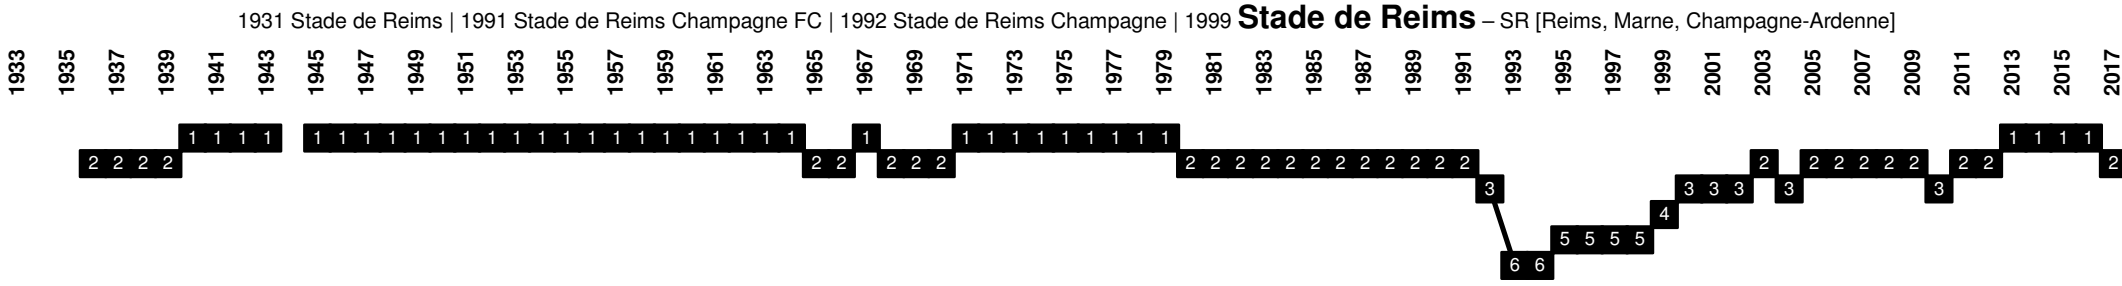 1931 Stade de Reims | 1991 Stade de Reims Champagne FC | 1992 Stade de Reims Champagne | 1999 Stade de Reims – SR [Reims, Marne, Champagne-Ardenne]
1933 1935 1937 1939 1941 1943 1945 1947 1949 1951 1953 1955 1957 1959 1961 1963 1965 1967 1969 1971 1973 1975 1977 1979 1981 1983 1985 1987 1989 1991 1993 1995 1997 1999 2001 2003 2005 2007 2009 2011 2013 2015 2017
1 1 1 1 1 1 1 1 1 1 1 1 1 1 1 1 1 1 1 1 1 1 1 1 1 1 1 1 1 1 1 1 1 1 1 1 1 1
2 2 2 2 2 2 2 2 2 2 2 2 2 2 2 2 2 2 2 2 2 2 2 2 2 2 2 2 2 2
3 3 3 3 3 3
4
5 5 5 5
6 6